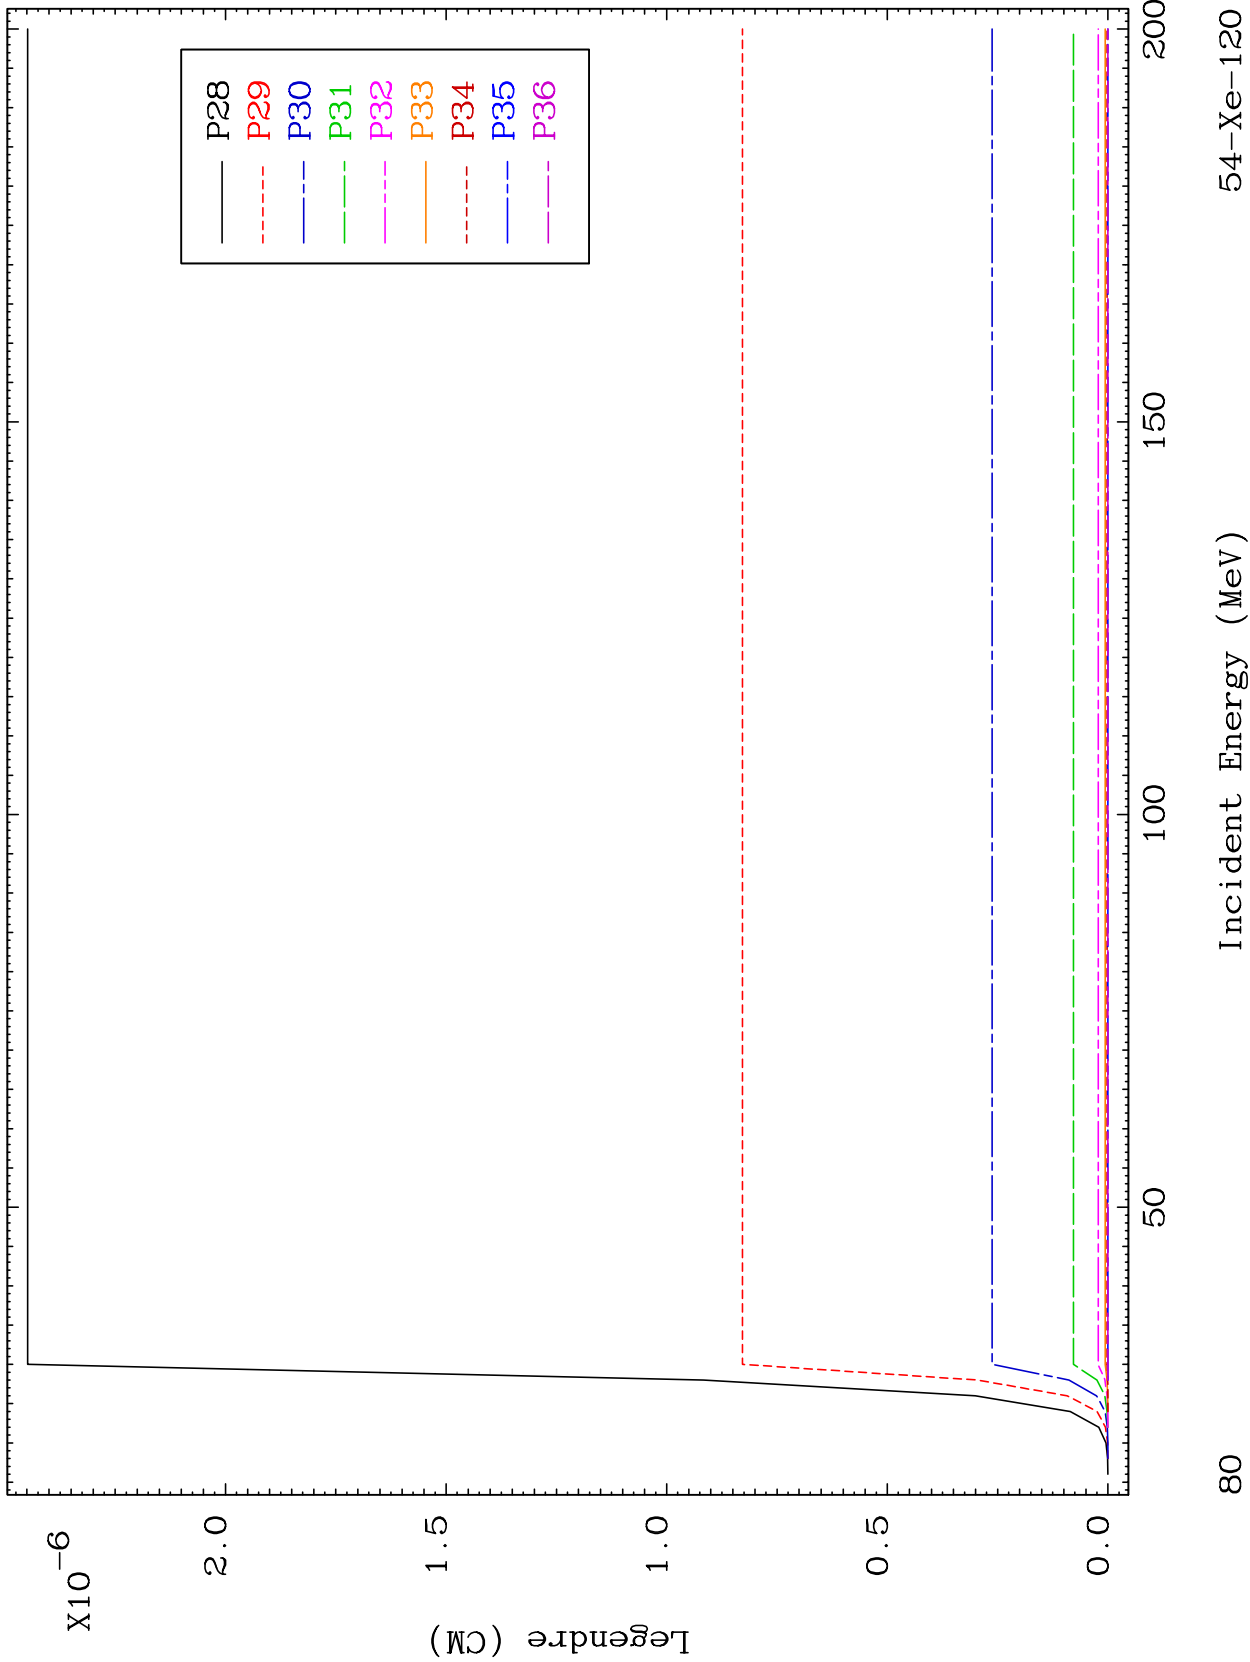 X10-6
2.0
1.5
1.0
0.5
0.0
Legendre (CM)
P28
P29
P30
P31
P32
P33
P34
P35
P36
50
100
150
200
80
Incident Energy (MeV)
54-Xe-120